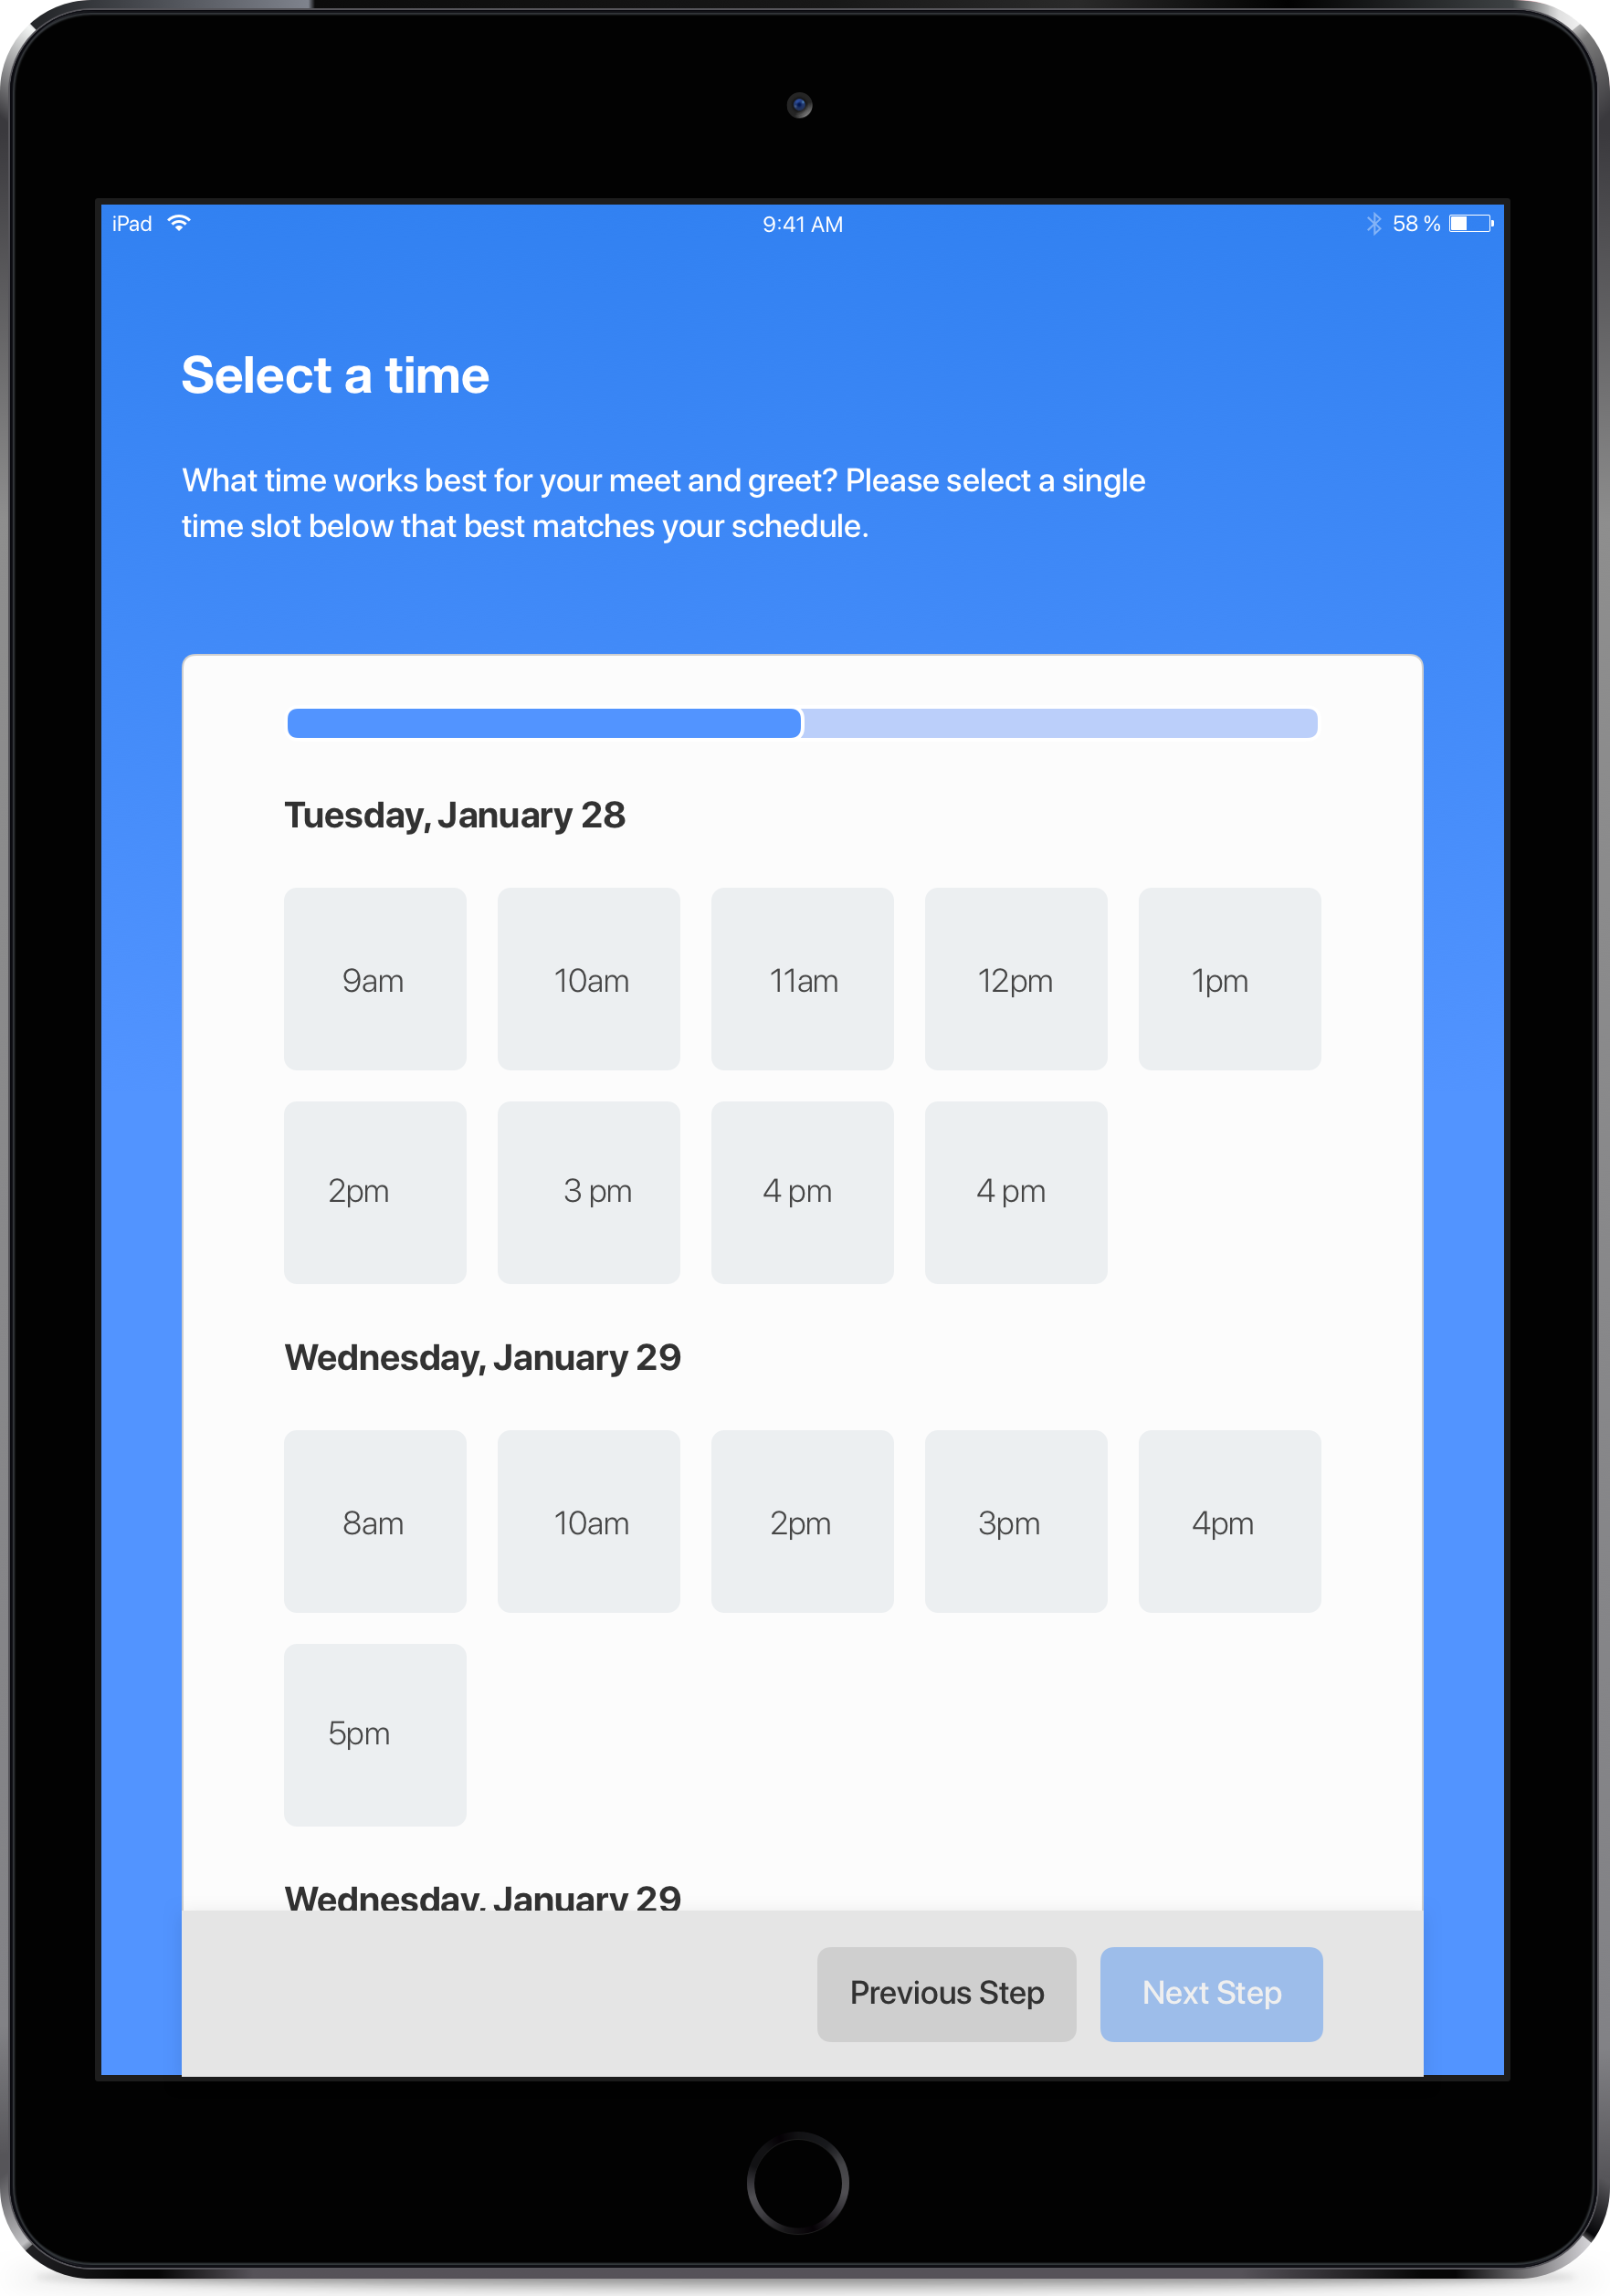 iPad 9:41 AM 58 %
Select a time
What time works best for your meet and greet? Please select a single
time slot below that best matches your schedule.
Tuesday, January 28
9am 10am 11am 12pm 1pm
2pm 3 pm 4 pm 4 pm
Wednesday, January 29
8am 10am 2pm 3pm 4pm
5pm
Wednesday, January 29
Previous Step Next Step